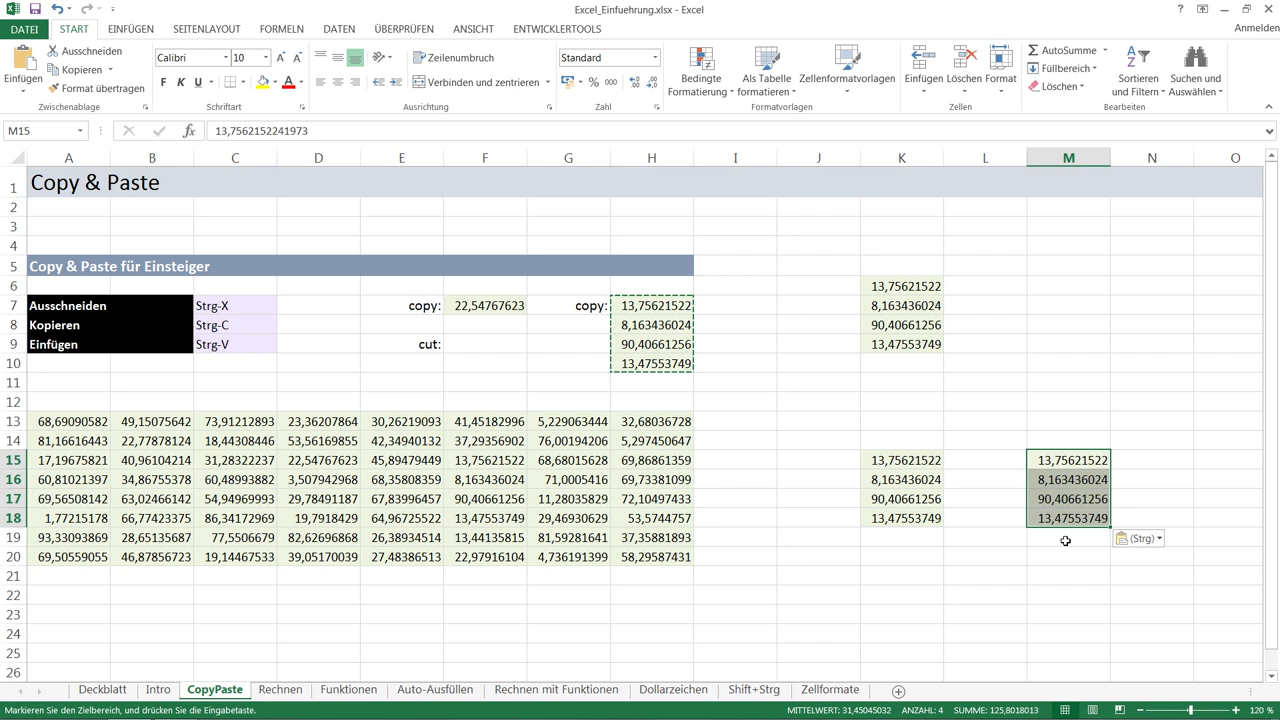 Excel_Einfuehrung.xlsx - Excel
DATEI START EINFÜGEN SEITENLAYOUT FORMELN DATEN ÜBERPRÜFEN ANSICHT ENTWICKLERTOOLS Anmelden
Einfügen
Ausschneiden
Kopieren
Format übertragen
Zwischenablage
Calibri 10
F K U
Schriftart
Zeilenumbruch
Verbinden und zentrieren
Ausrichtung
Standard
% 000
Zahl
Bedingte Formatierung
Als Tabelle formatieren
Zellenformatvorlagen
Formatvorlagen
Einfügen Löschen Format
Zellen
AutoSumme
Füllbereich
Löschen
Sortieren und Filtern
Suchen und Auswählen
Bearbeiten
M15 fx 13,7562152241973
A B C D E F G H I J K L M N O
1 Copy & Paste
2
3
4
5 Copy & Paste für Einsteiger
6 13,75621522
7 Ausschneiden Strg-X copy: 22,54767623 copy: 13,75621522 8,163436024
8 Kopieren Strg-C 8,163436024 90,40661256
9 Einfügen Strg-V cut: 90,40661256 13,47553749
10 13,47553749
11
12
13 68,69090582 49,15075642 73,91212893 23,36207864 30,26219093 41,45182996 5,229063444 32,68036728
14 81,16616443 22,77878124 18,44308446 53,56169855 42,34940132 37,29356902 76,00194206 5,297450647
15 17,19675821 40,96104214 31,28322237 22,54767623 45,89479449 13,75621522 68,68015628 69,86861359 13,75621522 13,75621522
16 60,81021397 34,86755378 60,48993882 3,507942968 68,35808359 8,163436024 71,0005416 69,73381099 8,163436024 8,163436024
17 69,56508142 63,02466142 54,94969993 29,78491187 67,83996457 90,40661256 11,28035829 72,10497433 90,40661256 90,40661256
18 1,77215178 66,77423375 86,34172969 19,7918429 64,96725522 13,47553749 29,46930629 53,5744757 13,47553749 13,47553749
19 93,33093869 28,65135687 77,5506679 82,62696868 26,38934514 13,44135815 81,59281641 37,35881893
20 69,50559055 46,87856723 19,14467533 39,05170039 27,48386513 22,97916104 4,736191399 58,29587431
21
22
23
24
25
26
(Strg)
Deckblatt Intro CopyPaste Rechnen Funktionen Auto-Ausfüllen Rechnen mit Funktionen Dollarzeichen Shift+Strg Zellformate
Markieren Sie den Zielbereich, und drücken Sie die Eingabetaste. MITTELWERT: 31,45045032 ANZAHL: 4 SUMME: 125,8018013 120 %